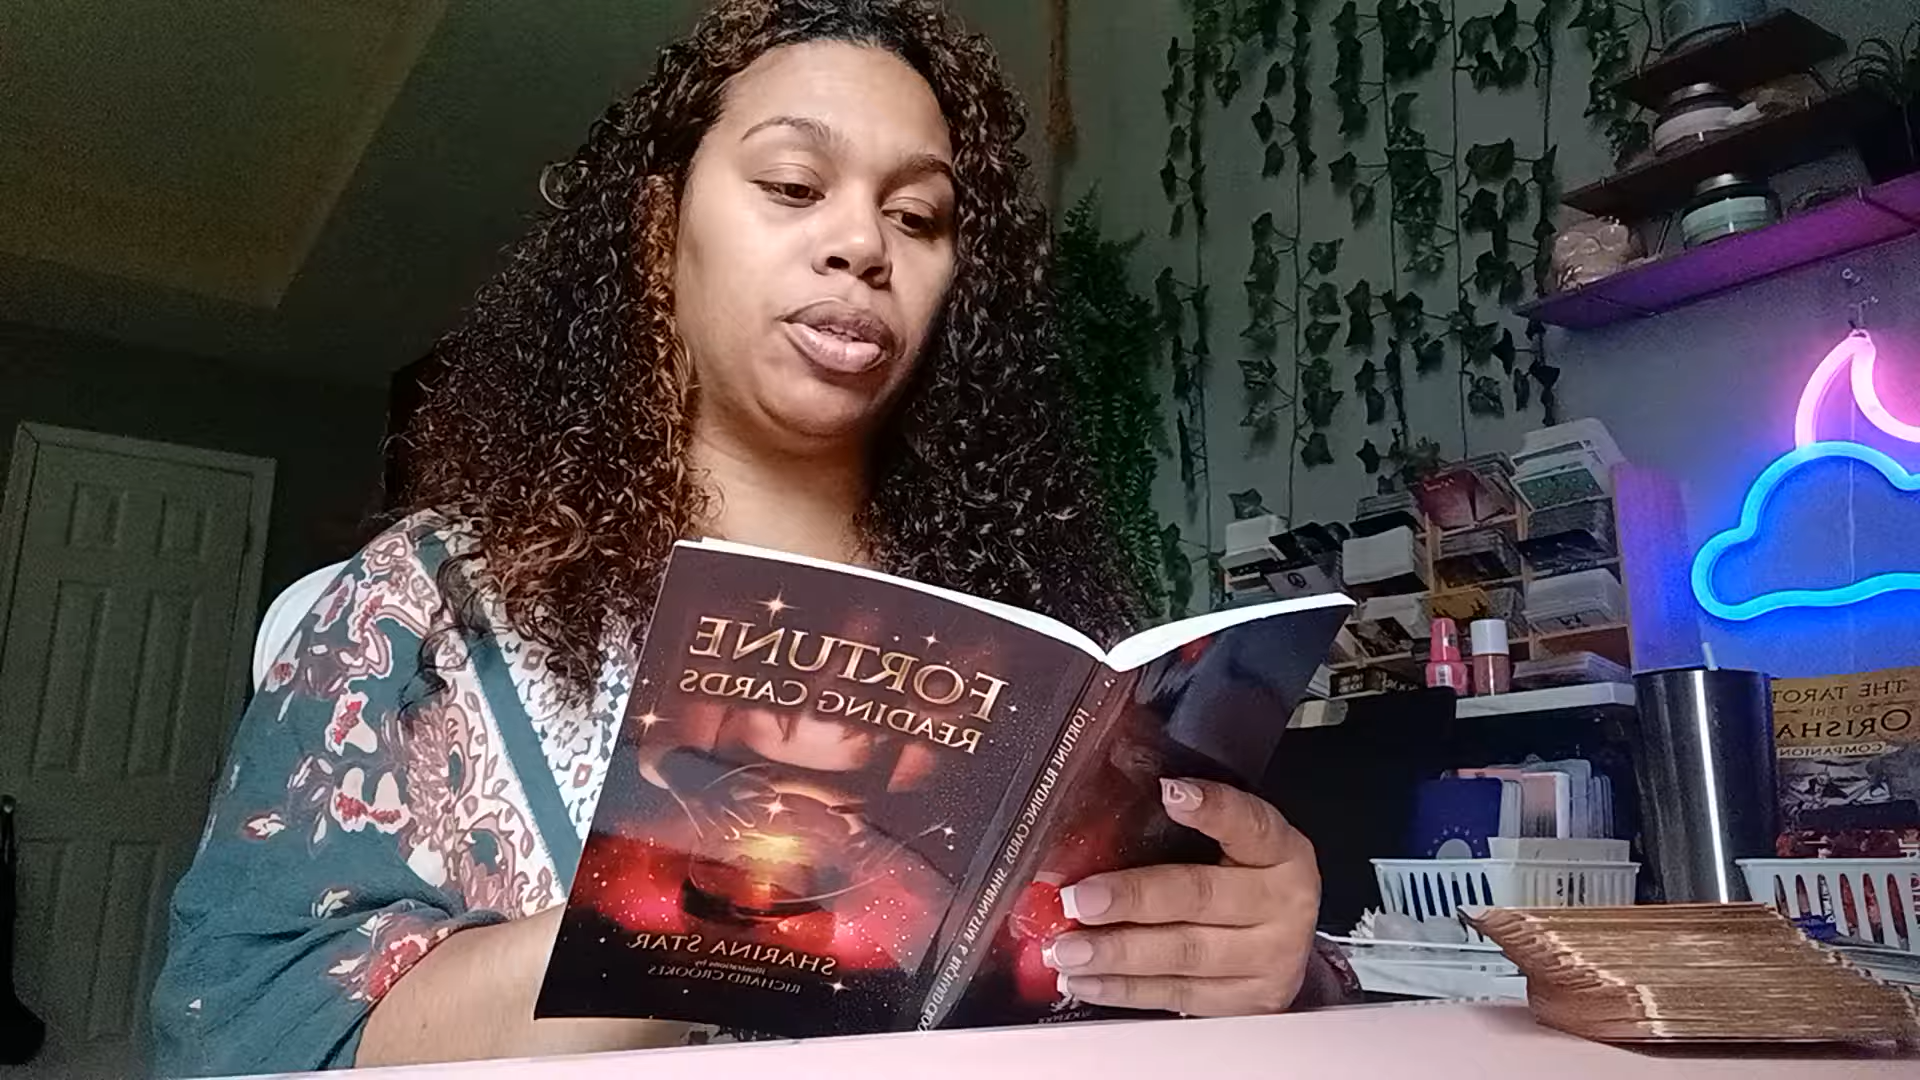 FORTUNE
READING CARDS
SHARINA STAR
illustrations by
RICHARD CROOKES
FORTUNE READING CARDS SHARINA STAR & RICHARD CROO
THE TAROT
OF THE
ORISHA
COMPANION